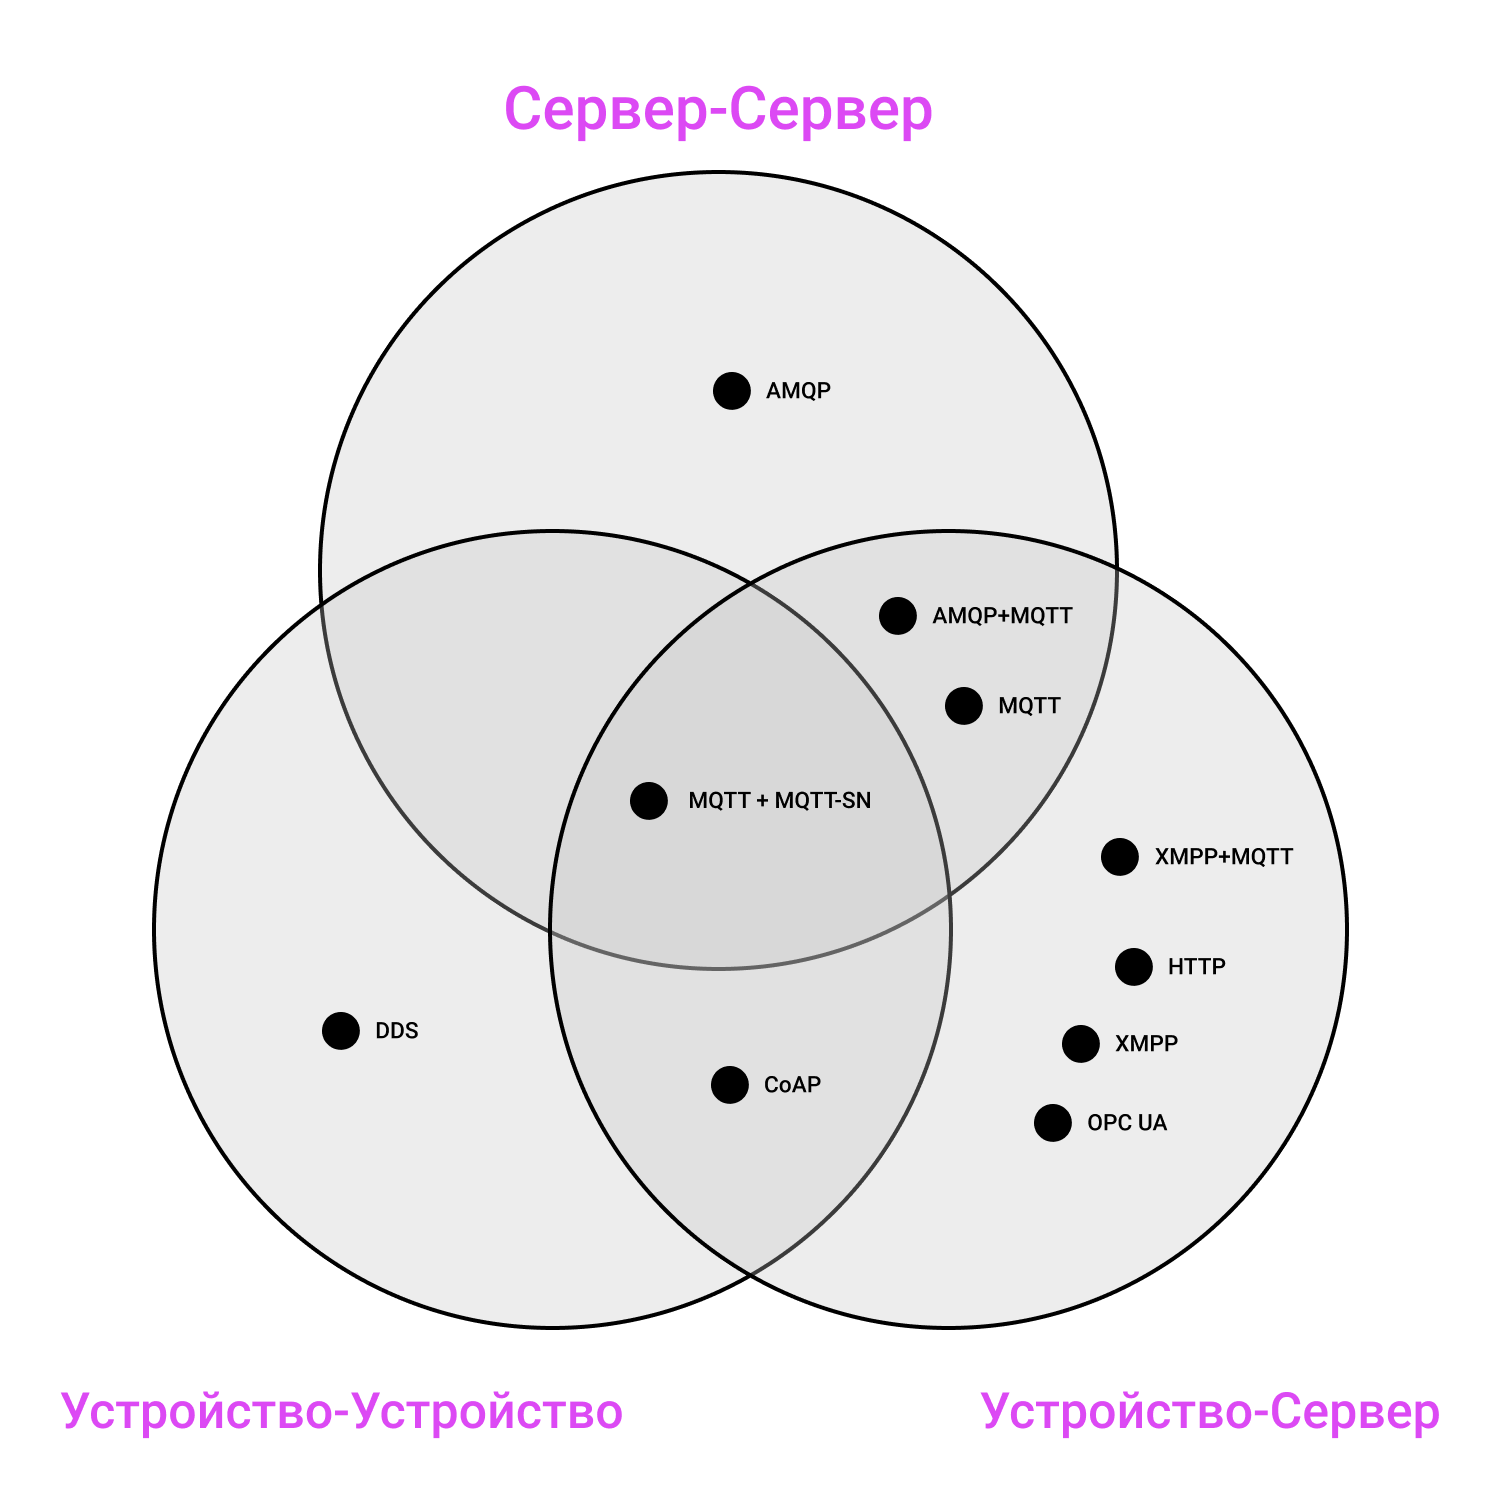 Сервер-Сервер
AMQP
AMQP+MQTT
MQTT
MQTT + MQTT-SN
XMPP+MQTT
HTTP
DDS
XMPP
CoAP
OPC UA
Устройство-Устройство
Устройство-Сервер